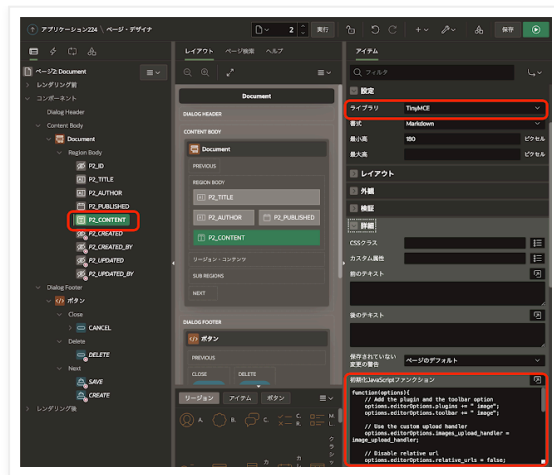 アプリケーション224 \ ページ・デザイナ
2
実行
保存
レイアウト
ページ検索
ヘルプ
アイテム
ページ2: Document
レンダリング前
コンポーネント
Dialog Header
Content Body
Document
Region Body
P2_ID
P2_TITLE
P2_AUTHOR
P2_PUBLISHED
P2_CONTENT
P2_CREATED
P2_CREATED_BY
P2_UPDATED
P2_UPDATED_BY
Dialog Footer
ボタン
Close
CANCEL
Delete
DELETE
Next
SAVE
CREATE
レンダリング後
Document
DIALOG HEADER
CONTENT BODY
Document
PREVIOUS
REGION BODY
P2_TITLE
P2_AUTHOR
P2_PUBLISHED
P2_CONTENT
リージョン・コンテンツ
SUB REGIONS
NEXT
DIALOG FOOTER
ボタン
PREVIOUS
CLOSE
DELETE
リージョン
アイテム
ボタン
フィルタ
設定
ライブラリ
TinyMCE
書式
Markdown
最小高
180
ピクセル
最大高
ピクセル
レイアウト
外観
検証
詳細
CSSクラス
カスタム属性
前のテキスト
後のテキスト
保存されていない
変更の警告
ページのデフォルト
初期化JavaScriptファンクション
function(options){
// Add the plugin and the toolbar option
options.editorOptions.plugins += " image";
options.editorOptions.toolbar += " image";
// Use the custom upload handler
options.editorOptions.images_upload_handler =
image_upload_handler;
// Disable relative url
options.editorOptions.relative_urls = false;